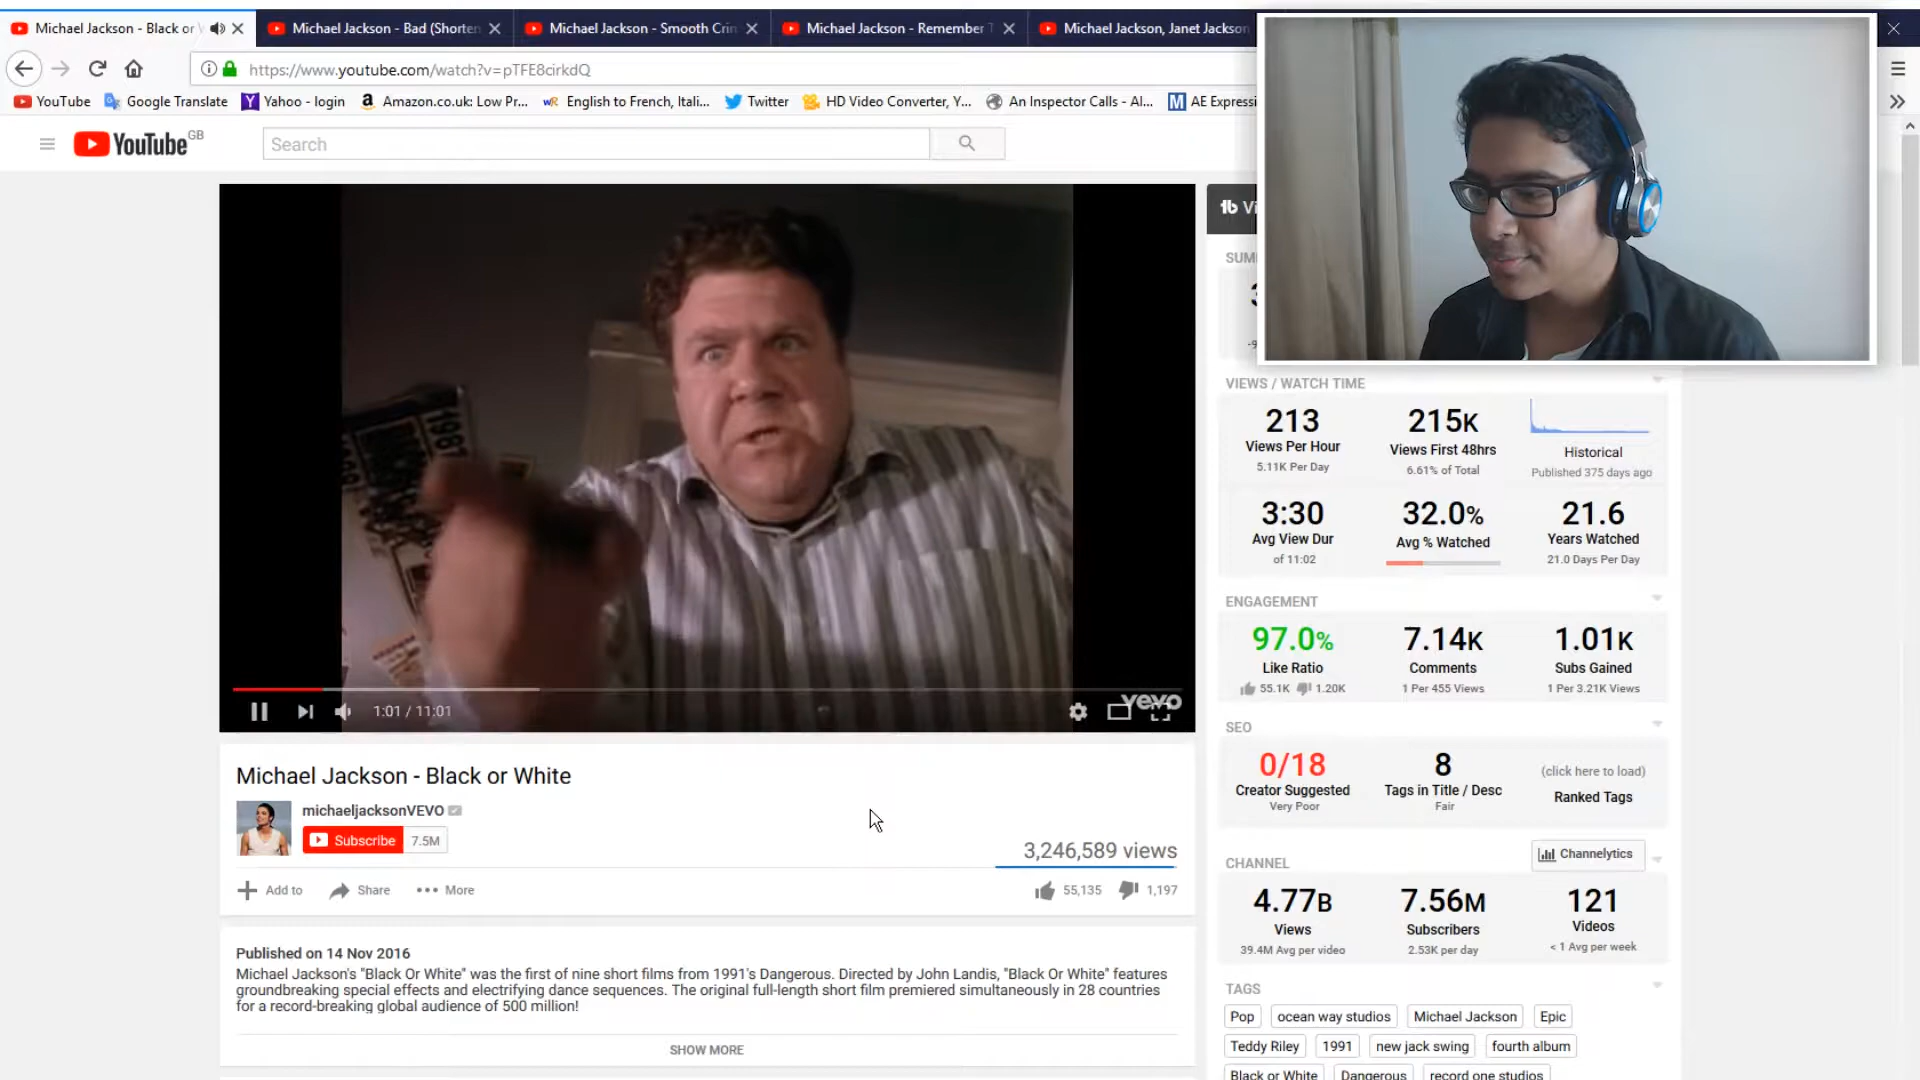 Michael Jackson - Black or
Michael Jackson - Bad (Shorten
Michael Jackson - Smooth Cri
Michael Jackson - Remember T
Michael Jackson, Janet Jackson
https://www.youtube.com/watch?v=pTFE8cirkdQ
YouTube
Google Translate
Yahoo - login
Amazon.co.uk: Low Pr...
English to French, Itali...
Twitter
HD Video Converter, Y...
An Inspector Calls - Al...
AE Expressi
YouTube GB
Search
1:01 / 11:01
vevo
Michael Jackson - Black or White
michaeljacksonVEVO
Subscribe 7.5M
3,246,589 views
Add to Share More
55,135 1,197
Published on 14 Nov 2016
Michael Jackson's "Black Or White" was the first of nine short films from 1991's Dangerous. Directed by John Landis, "Black Or White" features
groundbreaking special effects and electrifying dance sequences. The original full-length short film premiered simultaneously in 28 countries
for a record-breaking global audience of 500 million!
SHOW MORE
VIEWS / WATCH TIME
213 215K
Views Per Hour Views First 48hrs Historical
5.11K Per Day 6.61% of Total Published 375 days ago
3:30 32.0% 21.6
Avg View Dur Avg % Watched Years Watched
of 11:02 21.0 Days Per Day
ENGAGEMENT
97.0% 7.14K 1.01K
Like Ratio Comments Subs Gained
55.1K 1.20K 1 Per 455 Views 1 Per 3.21K Views
SEO
0/18 8 (click here to load)
Creator Suggested Tags in Title / Desc Ranked Tags
Very Poor Fair
CHANNEL Channelytics
4.77B 7.56M 121
Views Subscribers Videos
39.4M Avg per video 2.53K per day < 1 Avg per week
TAGS
Pop ocean way studios Michael Jackson Epic
Teddy Riley 1991 new jack swing fourth album
Black or White Dangerous record one studios